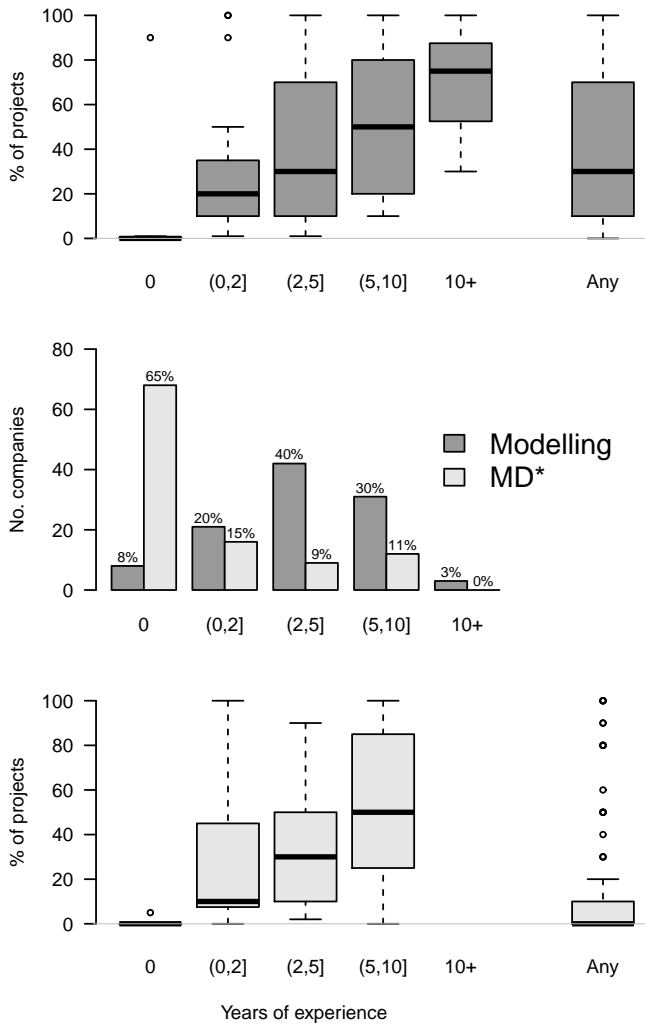 % of projects
100
80
60
40
20
0
0 (0,2] (2,5] (5,10] 10+ Any
No. companies
80
60
40
20
0
8% 65% 20% 15% 40% 9% 30% 11% 3% 0%
Modelling
MD*
0 (0,2] (2,5] (5,10] 10+
% of projects
100
80
60
40
20
0
0 (0,2] (2,5] (5,10] 10+ Any
Years of experience